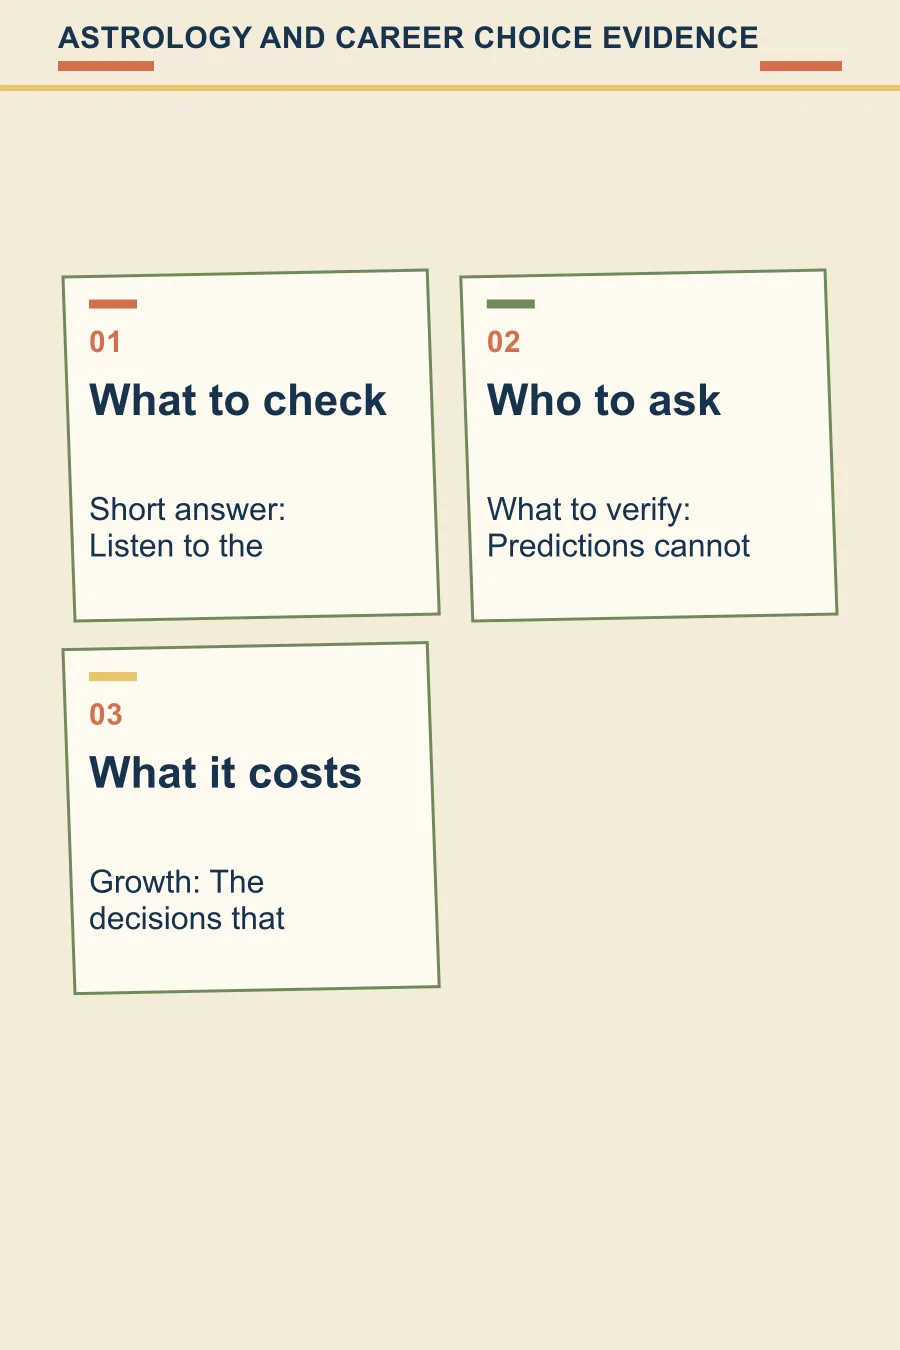 ASTROLOGY AND CAREER CHOICE EVIDENCE
01
What to check
Short answer:
Listen to the
02
Who to ask
What to verify:
Predictions cannot
03
What it costs
Growth: The
decisions that